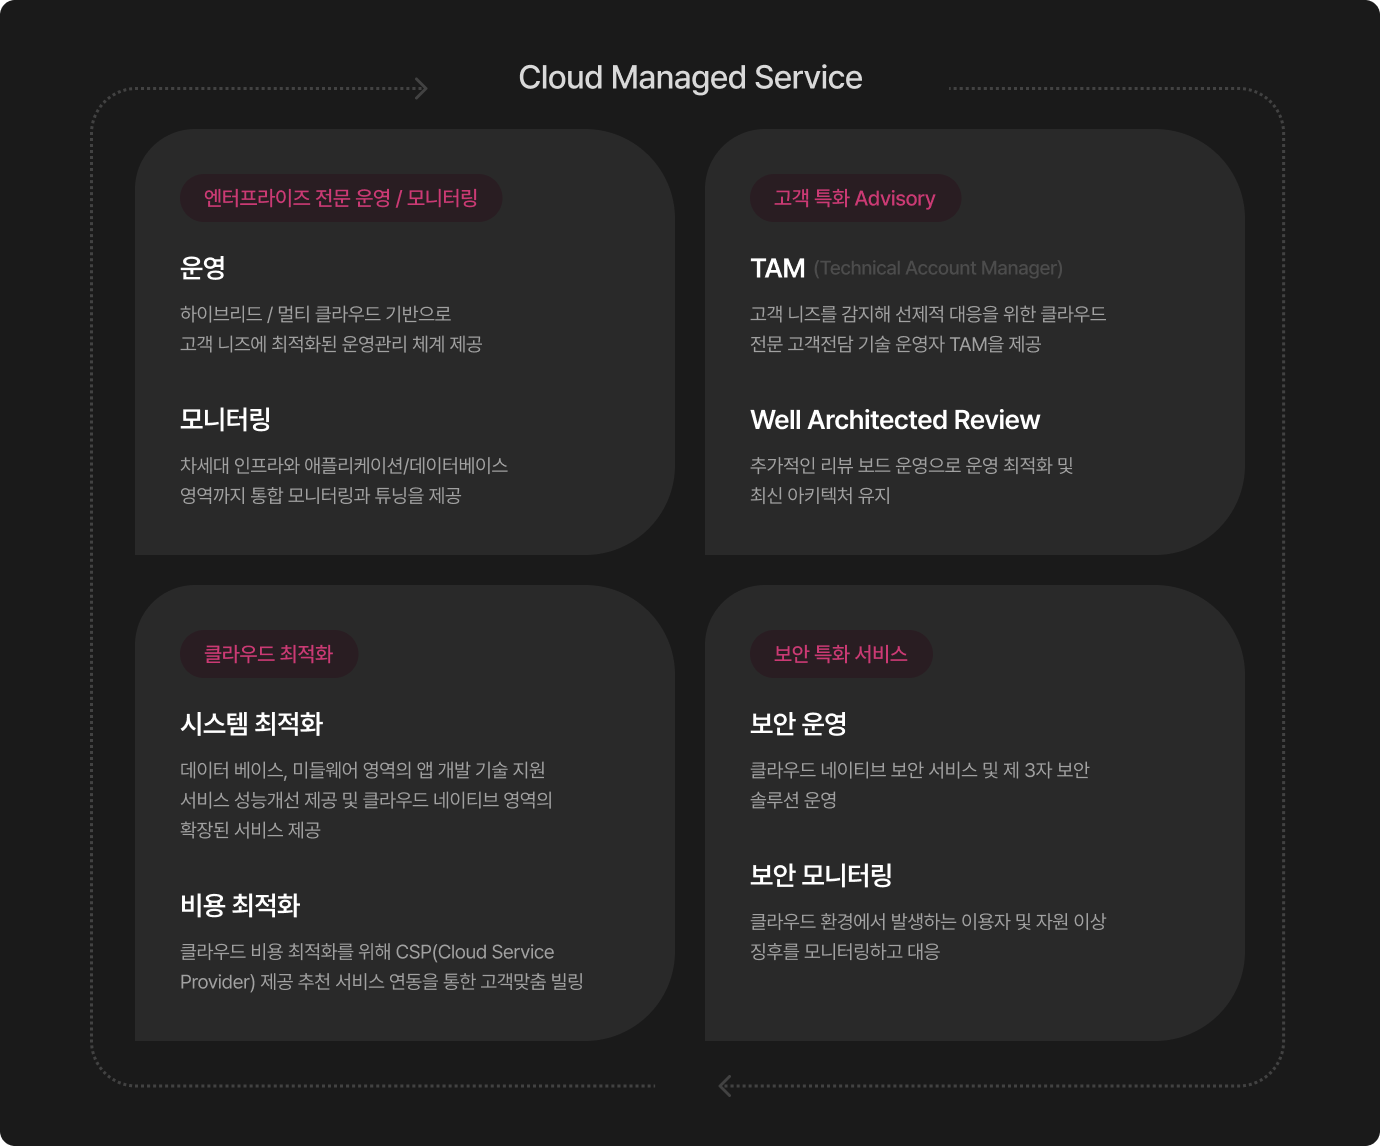 Cloud Managed Service
엔터프라이즈 전문 운영 / 모니터링
운영
하이브리드 / 멀티 클라우드 기반으로
고객 니즈에 최적화된 운영관리 체계 제공
모니터링
차세대 인프라와 애플리케이션/데이터베이스
영역까지 통합 모니터링과 튜닝을 제공
고객 특화 Advisory
TAM (Technical Account Manager)
고객 니즈를 감지해 선제적 대응을 위한 클라우드
전문 고객전담 기술 운영자 TAM을 제공
Well Architected Review
추가적인 리뷰 보드 운영으로 운영 최적화 및
최신 아키텍처 유지
클라우드 최적화
시스템 최적화
데이터 베이스, 미들웨어 영역의 앱 개발 기술 지원
서비스 성능개선 제공 및 클라우드 네이티브 영역의
확장된 서비스 제공
비용 최적화
클라우드 비용 최적화를 위해 CSP(Cloud Service
Provider) 제공 추천 서비스 연동을 통한 고객맞춤 빌링
보안 특화 서비스
보안 운영
클라우드 네이티브 보안 서비스 및 제 3자 보안
솔루션 운영
보안 모니터링
클라우드 환경에서 발생하는 이용자 및 자원 이상
징후를 모니터링하고 대응